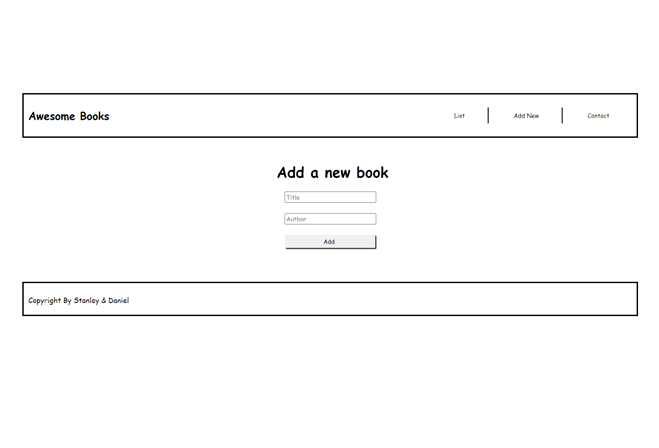 Awesome Books
List
Add New
Contact
Add a new book
Title
Author
Add
Copyright By Stanley & Daniel